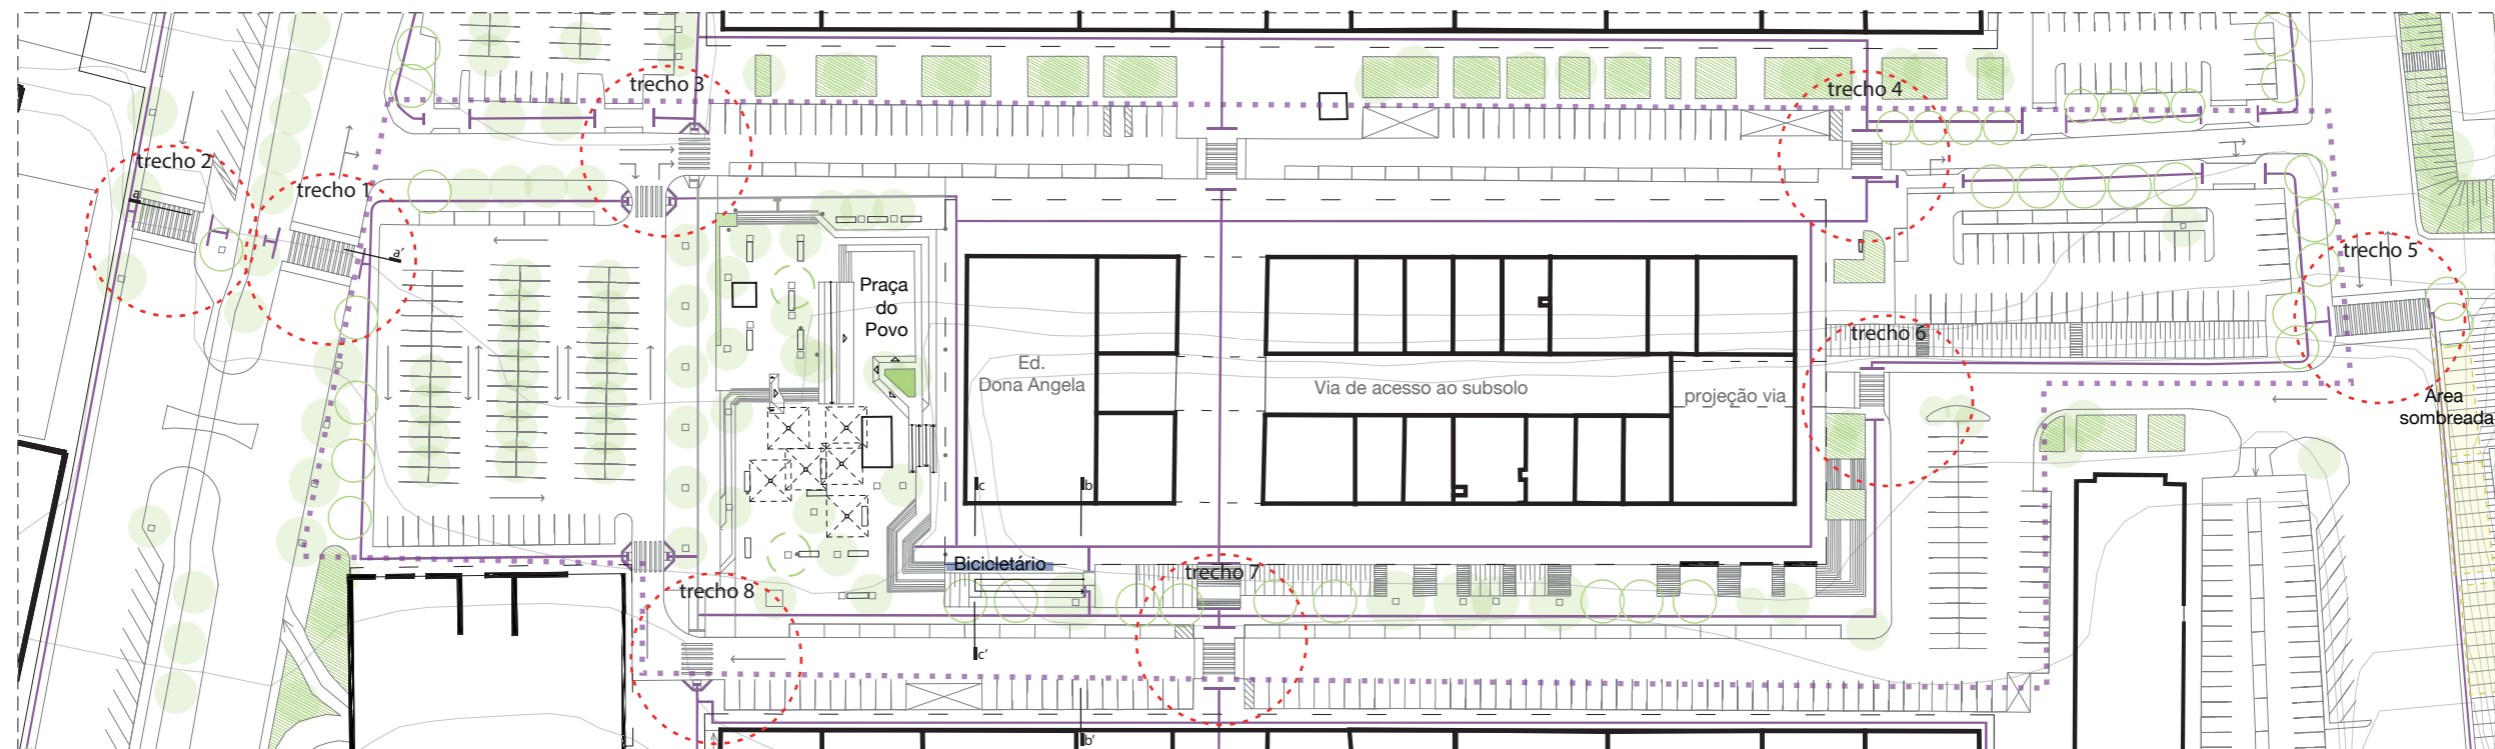 trecho 3
trecho 4
trecho 2
trecho 1
a
a'
trecho 5
Praça
do
Povo
trecho 6
Ed.
Dona Angela
Via de acesso ao subsolo
projeção via
Área
sombreada
c
b
Bicicletário
trecho 7
trecho 8
c'
b'